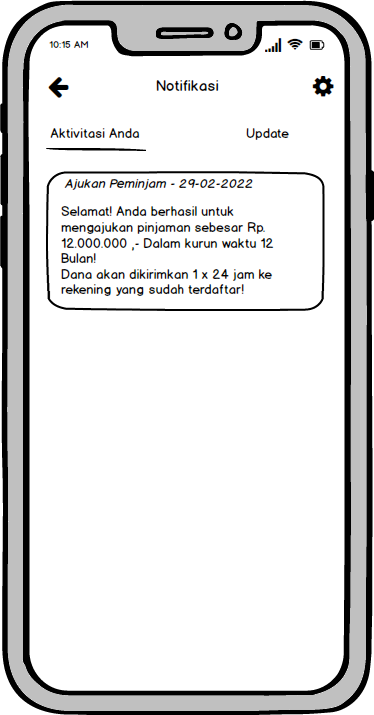 10:15 AM
Notifikasi
Aktivitasi Anda
Update
Ajukan Peminjam - 29-02-2022
Selamat! Anda berhasil untuk
mengajukan pinjaman sebesar Rp.
12.000.000 ,- Dalam kurun waktu 12
Bulan!
Dana akan dikirimkan 1 x 24 jam ke
rekening yang sudah terdaftar!